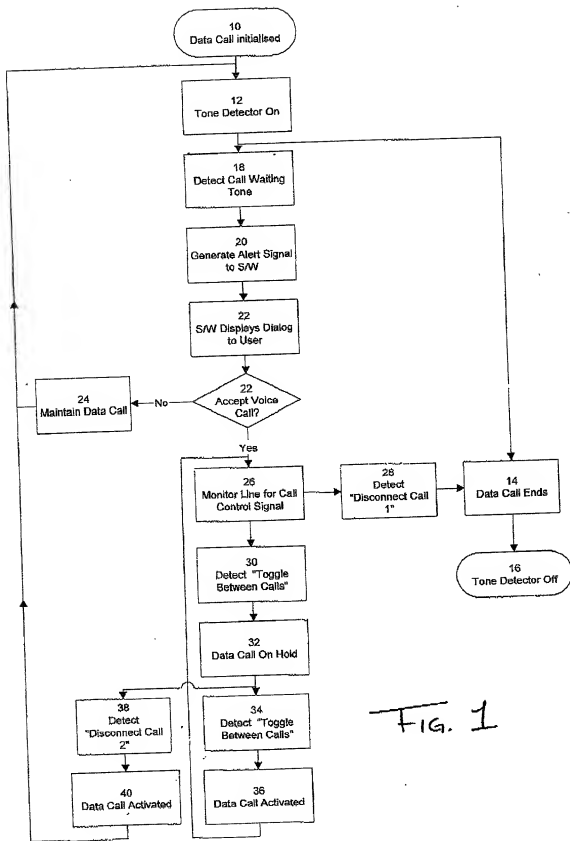 10
Data Call initialised
12
Tone Detector On
18
Detect Call Waiting
Tone
20
Generate Alert Signal
to S/W
22
S/W Displays Dialog
to User
22
Accept Voice
Call?
No
24
Maintain Data Call
Yes
26
Monitor Line for Call
Control Signal
28
Detect
"Disconnect Call
1"
14
Data Call Ends
16
Tone Detector Off
30
Detect "Toggle
Between Calls"
32
Data Call On Hold
38
Detect
"Disconnect Call
2"
34
Detect "Toggle
Between Calls"
40
Data Call Activated
36
Data Call Activated
FIG. 1